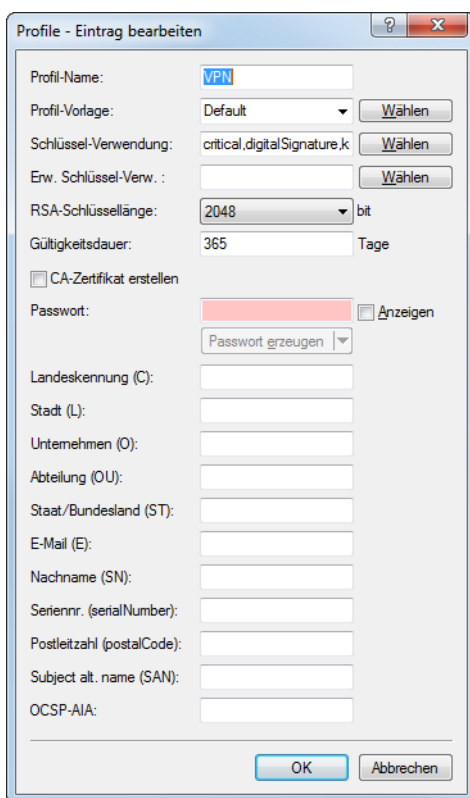 Profile - Eintrag bearbeiten
Profil-Name: VPN
Profil-Vorlage: Default Wählen
Schlüssel-Verwendung: critical,digitalSignature,k Wählen
Erw. Schlüssel-Verw. : Wählen
RSA-Schlüssellänge: 2048 bit
Gültigkeitsdauer: 365 Tage
CA-Zertifikat erstellen
Passwort: Anzeigen
Passwort erzeugen
Landeskennung (C):
Stadt (L):
Unternehmen (O):
Abteilung (OU):
Staat/Bundesland (ST):
E-Mail (E):
Nachname (SN):
Seriennr. (serialNumber):
Postleitzahl (postalCode):
Subject alt. name (SAN):
OCSP-AIA:
OK Abbrechen